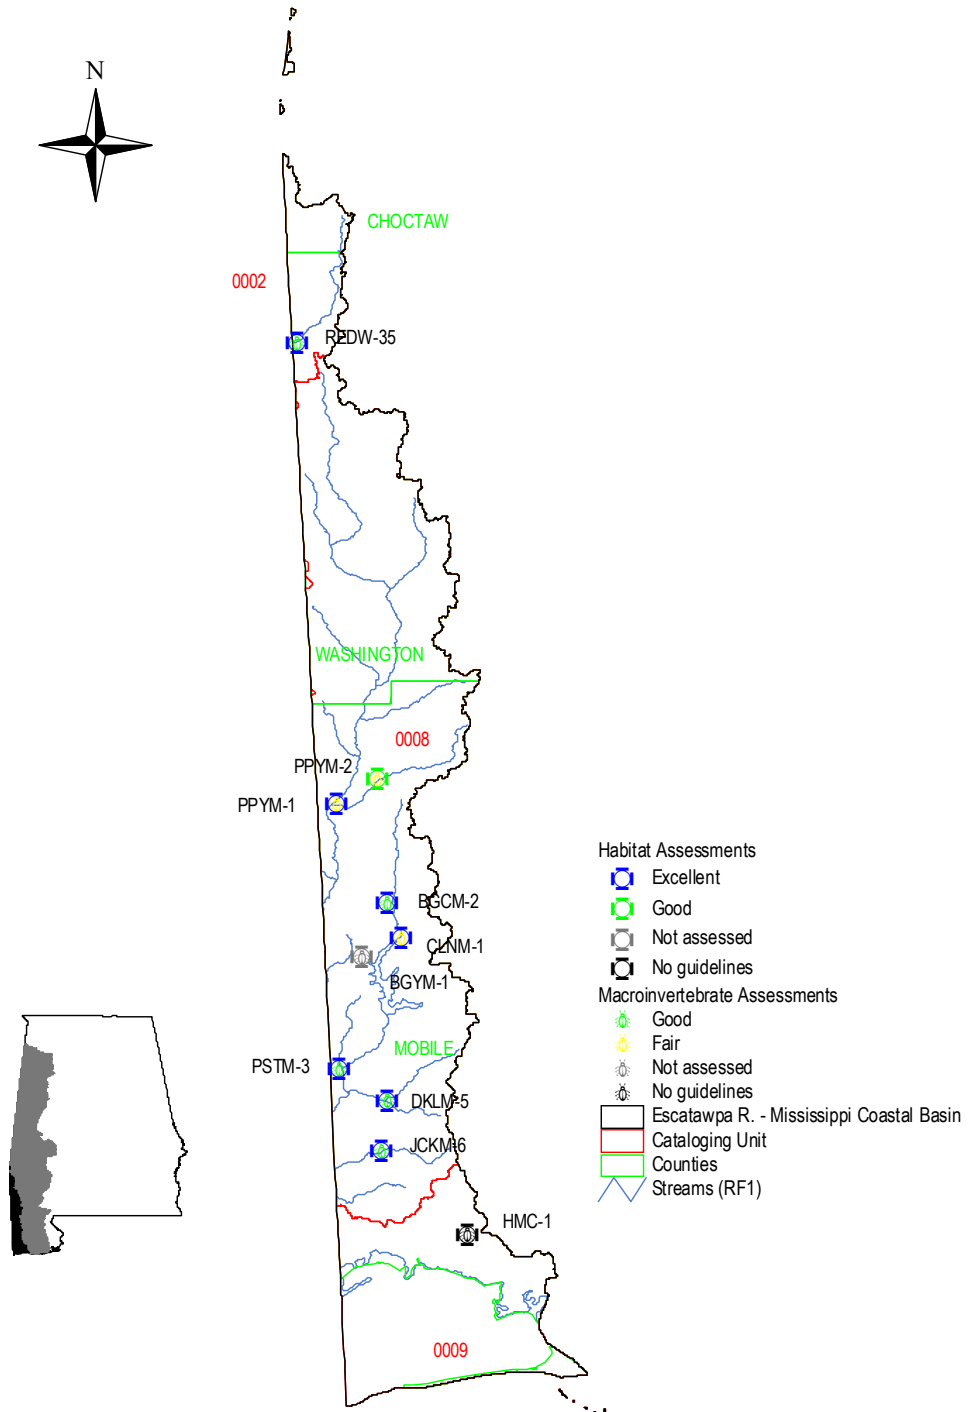 N
CHOCTAW
0002
REDW-35
WASHINGTON
0008
PPYM-2
PPYM-1
BGCM-2
CLNM-1
BGYM-1
MOBILE
PSTM-3
DKLM-5
JCKM-6
HMC-1
0009
Habitat Assessments
Excellent
Good
Not assessed
No guidelines
Macroinvertebrate Assessments
Good
Fair
Not assessed
No guidelines
Escatawpa R. - Mississippi Coastal Basin
Cataloging Unit
Counties
Streams (RF1)